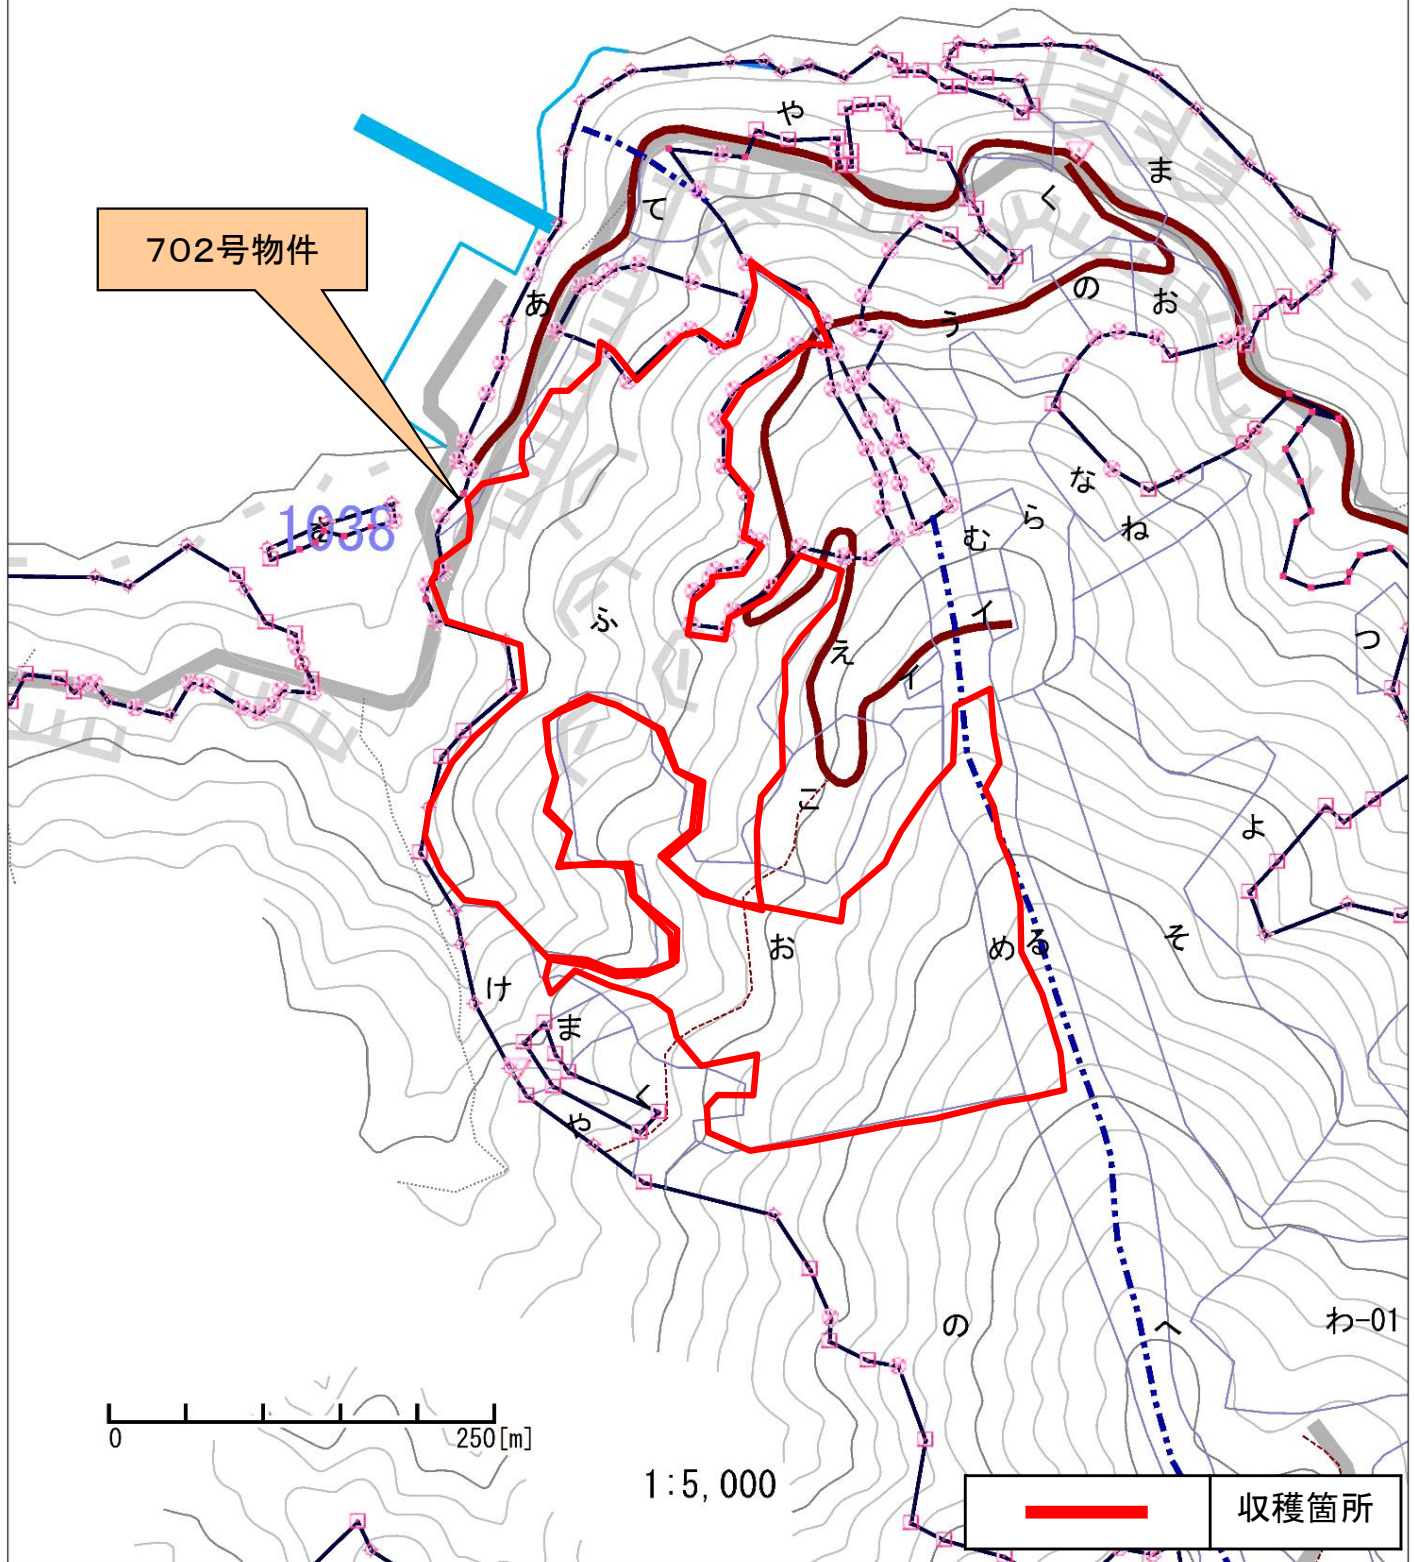 や
ま
く
て
702号物件
の
お
あ
う
な
ら
ね
1038
む
イ
ふ
つ
え
イ
こ
よ
そ
お
め
る
け
ま
く
や
の
へ
わ-01
0
250[m]
1:5,000
収穫箇所